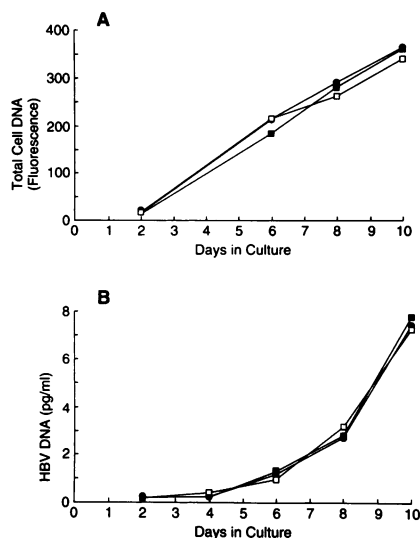 A
400
300
200
100
0
Total Cell DNA
(Fluorescence)
0 1 2 3 4 5 6 7 8 9 10
Days in Culture
B
8
6
4
2
0
HBV DNA (pg/ml)
0 1 2 3 4 5 6 7 8 9 10
Days in Culture